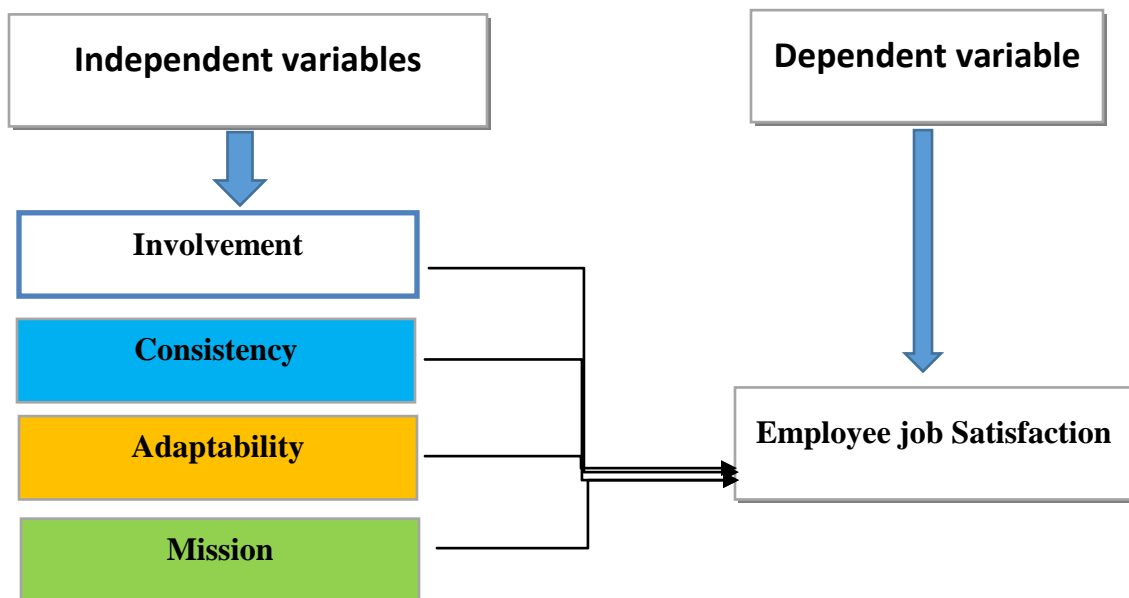 Independent variables
Dependent variable
Involvement
Consistency
Adaptability
Employee job Satisfaction
Mission